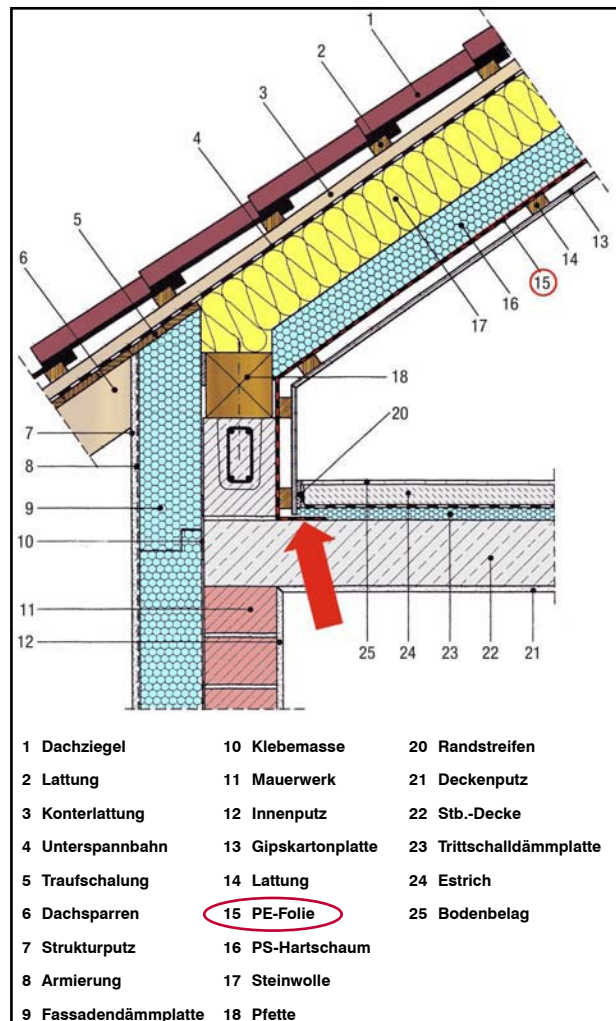 1
2
3
4
5
6
13
14
15
16
17
18
20
7
8
9
10
11
12
25 24 23 22 21
1 Dachziegel
2 Lattung
3 Konterlattung
4 Unterspannbahn
5 Traufschalung
6 Dachsparren
7 Strukturputz
8 Armierung
9 Fassadendämmplatte
10 Klebemasse
11 Mauerwerk
12 Innenputz
13 Gipskartonplatte
14 Lattung
15 PE-Folie
16 PS-Hartschaum
17 Steinwolle
18 Pfette
20 Randstreifen
21 Deckenputz
22 Stb.-Decke
23 Trittschalldämmplatte
24 Estrich
25 Bodenbelag